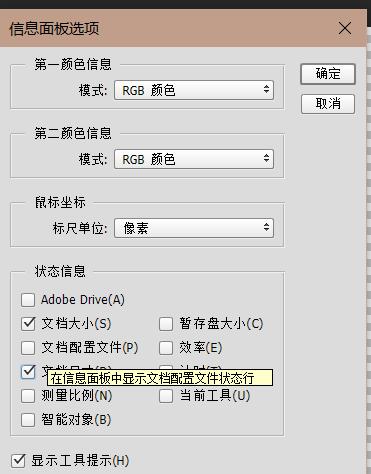 信息面板选项
第一颜色信息
模式: RGB 颜色
确定
取消
第二颜色信息
模式: RGB 颜色
鼠标坐标
标尺单位: 像素
状态信息
Adobe Drive(A)
文档大小(S) 暂存盘大小(C)
文档配置文件(P) 效率(E)
在信息面板中显示文档配置文件状态行
测量比例(N) 当前工具(U)
智能对象(B)
显示工具提示(H)